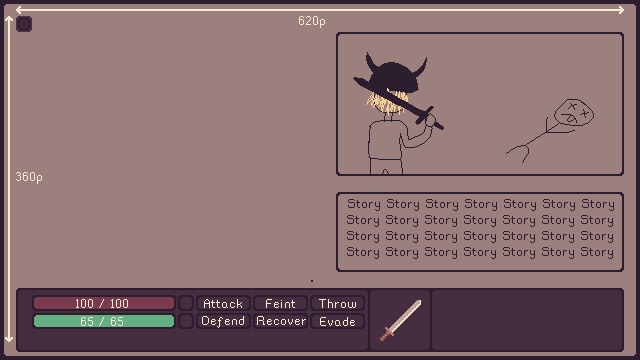 620p
360p
Story Story Story Story Story Story Story
Story Story Story Story Story Story Story
Story Story Story Story Story Story Story
Story Story Story Story Story Story Story
100 / 100 Attack Feint Throw
65 / 65 Defend Recover Evade